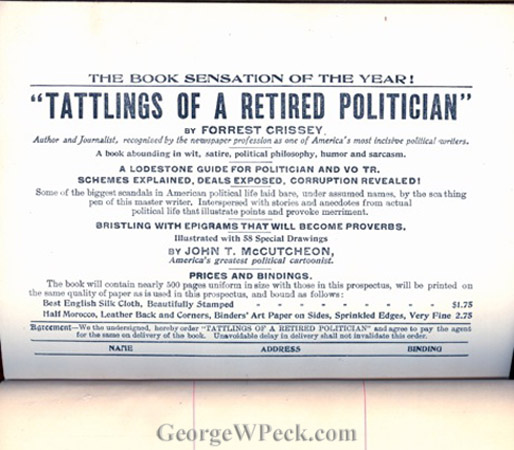 THE BOOK SENSATION OF THE YEAR!
"TATTLINGS OF A RETIRED POLITICIAN"
BY FORREST CRISSEY,
Author and Journalist, recognized by the newspaper profession as one of America's most incisive political writers.
A book abounding in wit, satire, political philosophy, humor and sarcasm.
A LODESTONE GUIDE FOR POLITICIAN AND VO TR.
SCHEMES EXPLAINED, DEALS EXPOSED, CORRUPTION REVEALED!
Some of the biggest scandals in American political life laid bare, under assumed names, by the sca thing
pen of this master writer. Interspersed with stories and anecdotes from actual
political life that illustrate points and provoke merriment.
BRISTLING WITH EPIGRAMS THAT WILL BECOME PROVERBS,
Illustrated with 58 Special Drawings
BY JOHN T. McCUTCHEON,
America's greatest political cartoonist.
PRICES AND BINDINGS.
The book will contain nearly 500 pages uniform in size with those in this prospectus, will be printed on
the same quality of paper as is used in this prospectus, and bound as follows:
Best English Silk Cloth, Beautifully Stamped - - - - - - - - - $1.75
Half Morocco, Leather Back and Corners, Binders' Art Paper on Sides, Sprinkled Edges, Very Fine 2.75
Agreement—We the undersigned, hereby order "TATTLINGS OF A RETIRED POLITICIAN" and agree to pay the agent
for the same on delivery of the book. Unavoidable delay in delivery shall not invalidate this order.
NAME ADDRESS BINDING
GeorgeWPeck.com